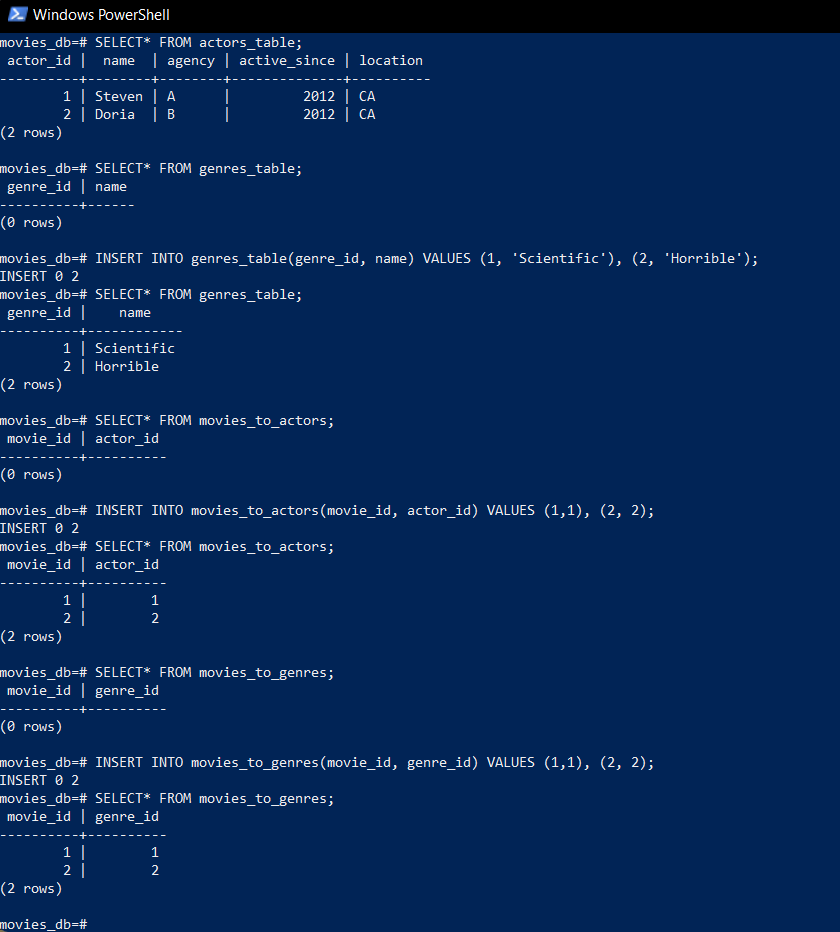 Windows PowerShell
movies_db=# SELECT* FROM actors_table;
 actor_id |  name  | agency | active_since | location
----------+--------+--------+--------------+----------
        1 | Steven | A      |         2012 | CA
        2 | Doria  | B      |         2012 | CA
(2 rows)

movies_db=# SELECT* FROM genres_table;
 genre_id | name
----------+------
(0 rows)

movies_db=# INSERT INTO genres_table(genre_id, name) VALUES (1, 'Scientific'), (2, 'Horrible');
INSERT 0 2
movies_db=# SELECT* FROM genres_table;
 genre_id |    name
----------+------------
        1 | Scientific
        2 | Horrible
(2 rows)

movies_db=# SELECT* FROM movies_to_actors;
 movie_id | actor_id
----------+----------
(0 rows)

movies_db=# INSERT INTO movies_to_actors(movie_id, actor_id) VALUES (1,1), (2, 2);
INSERT 0 2
movies_db=# SELECT* FROM movies_to_actors;
 movie_id | actor_id
----------+----------
        1 |        1
        2 |        2
(2 rows)

movies_db=# SELECT* FROM movies_to_genres;
 movie_id | genre_id
----------+----------
(0 rows)

movies_db=# INSERT INTO movies_to_genres(movie_id, genre_id) VALUES (1,1), (2, 2);
INSERT 0 2
movies_db=# SELECT* FROM movies_to_genres;
 movie_id | genre_id
----------+----------
        1 |        1
        2 |        2
(2 rows)

movies_db=#